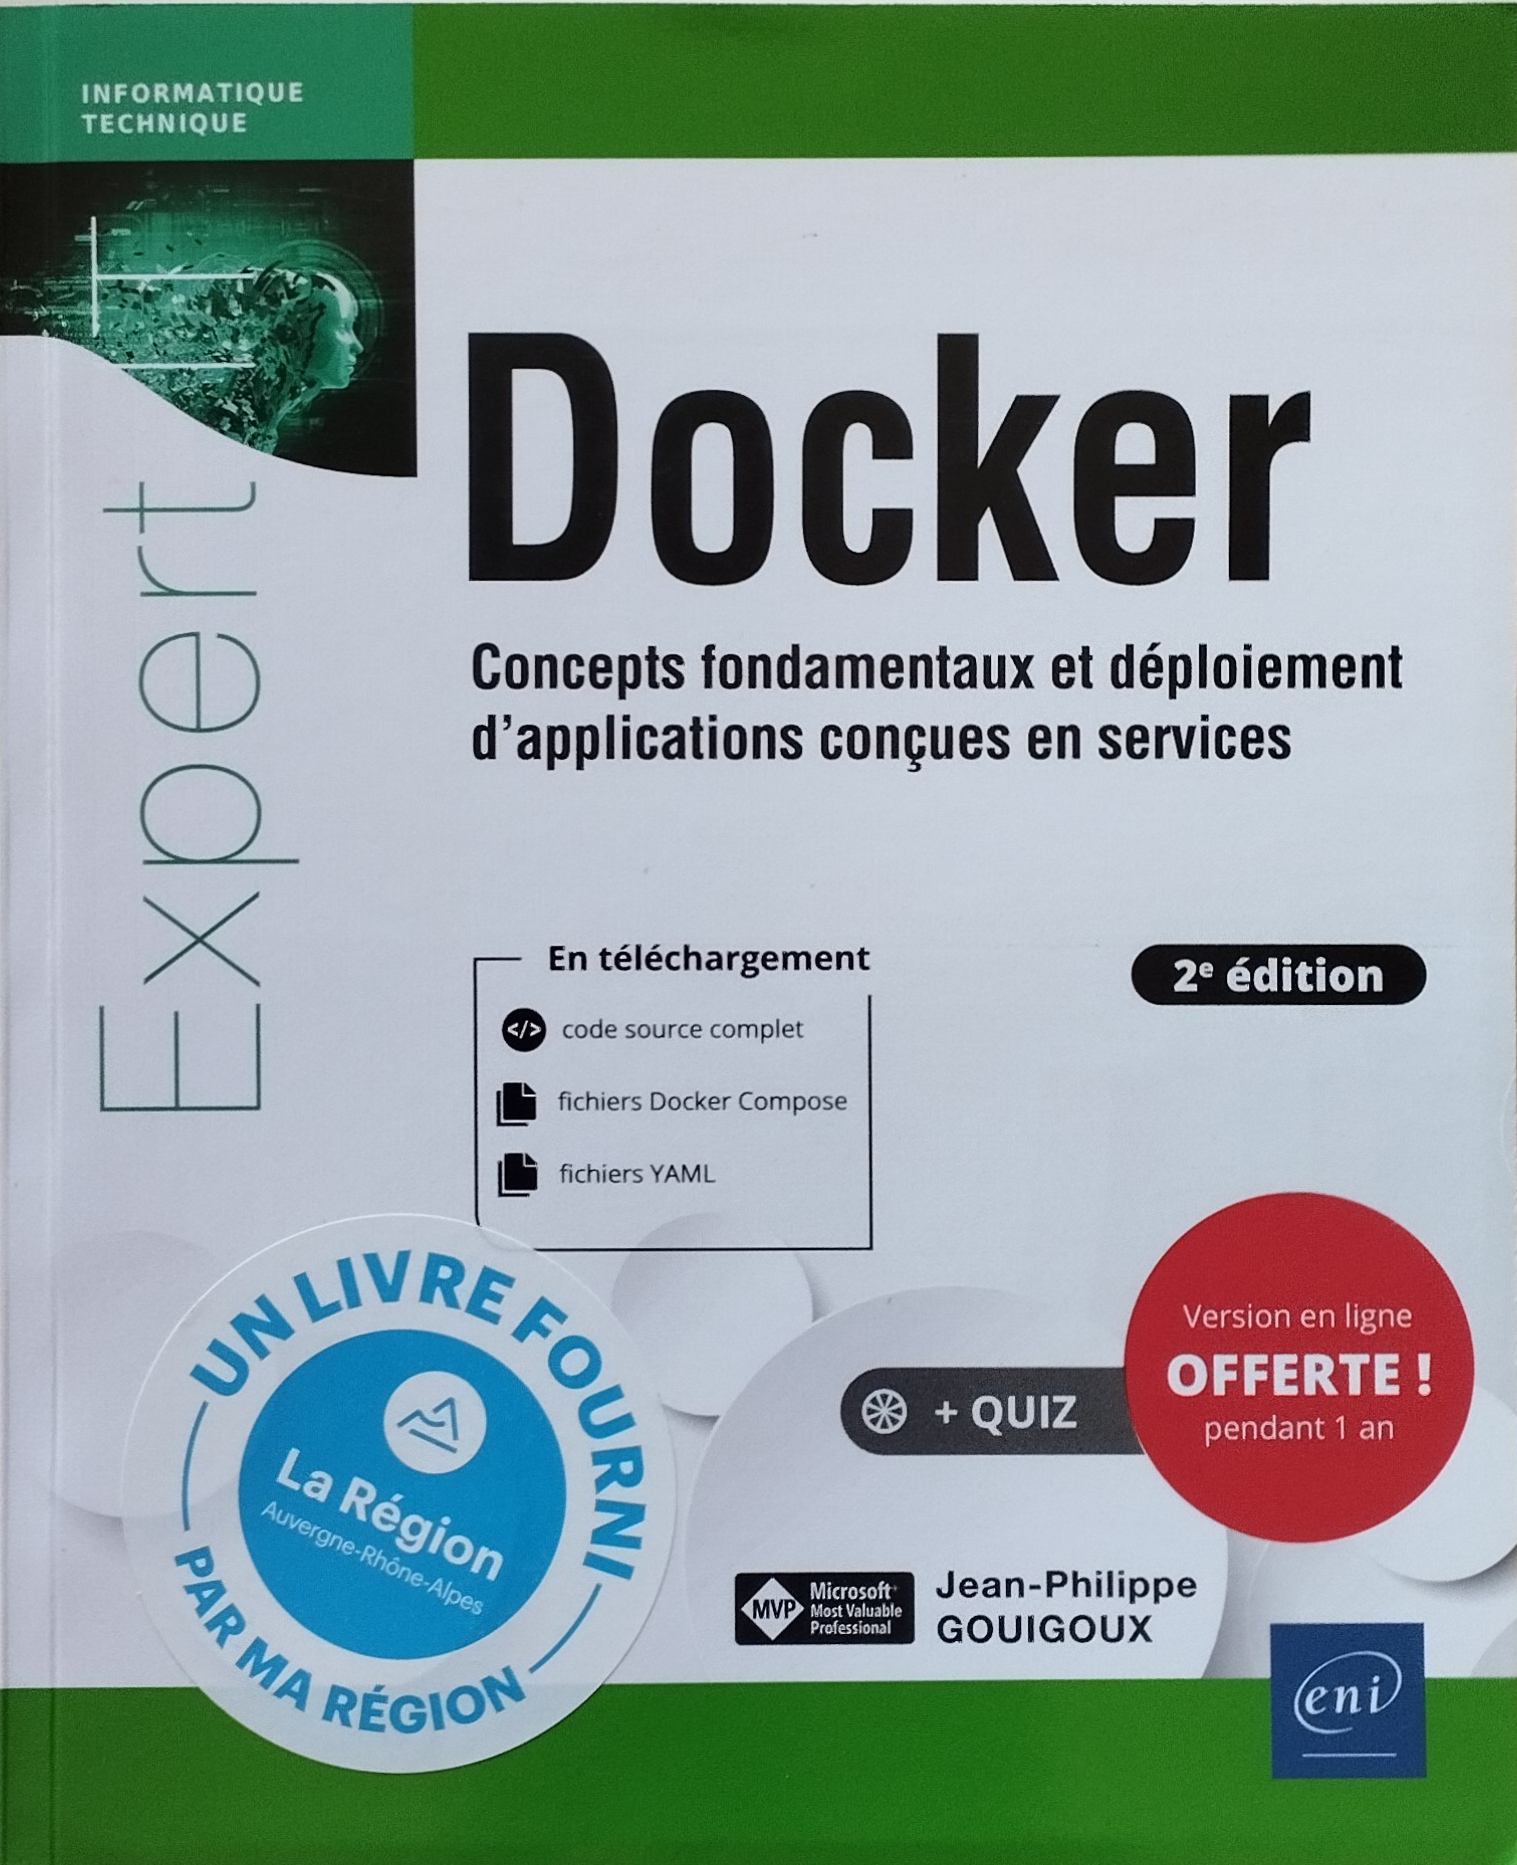 INFORMATIQUE
TECHNIQUE
Expert
Docker
Concepts fondamentaux et déploiement
d’applications conçues en services
En téléchargement
</> code source complet
fichiers Docker Compose
fichiers YAML
2e édition
UN LIVRE FOURNI
La Région
Auvergne-Rhône-Alpes
PAR MA RÉGION
+ QUIZ
Version en ligne
OFFERTE !
pendant 1 an
MVP
Microsoft
Most Valuable
Professional
Jean-Philippe
GOUIGOUX
eni